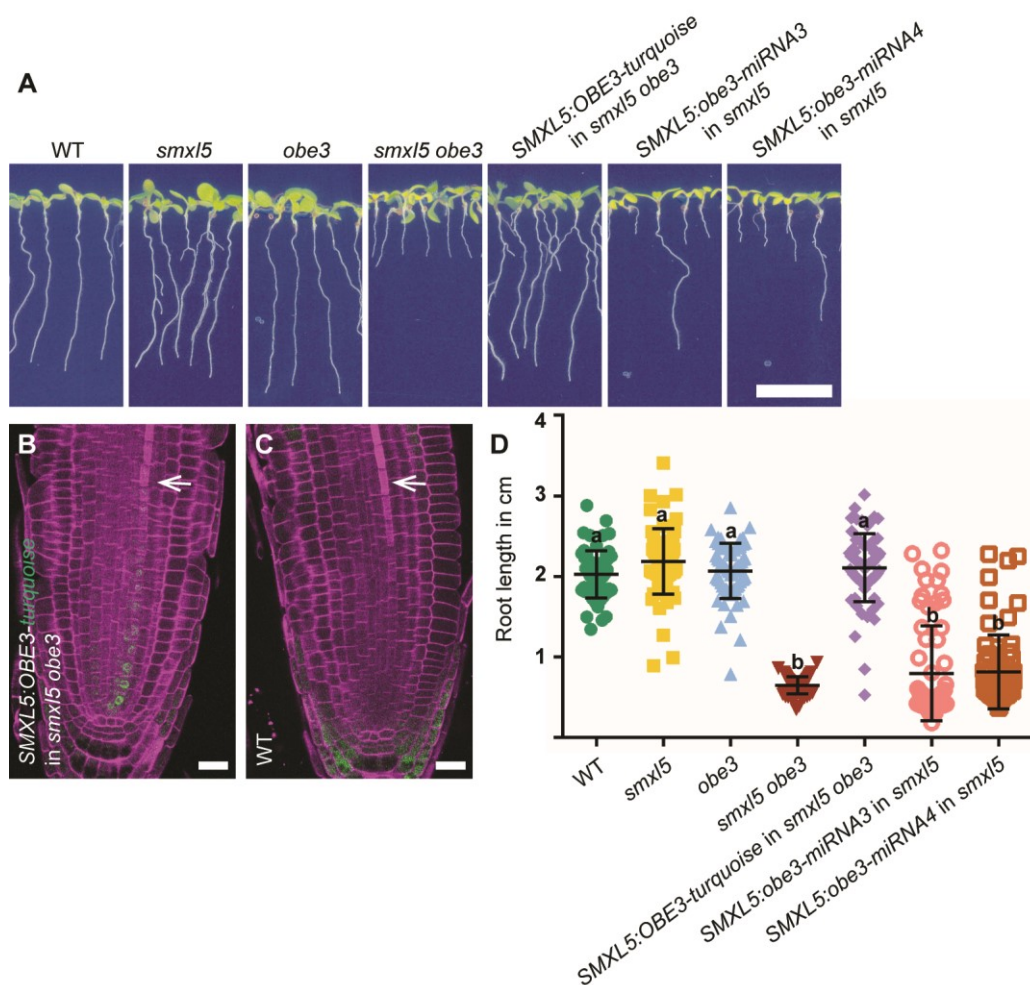 A
WT
smxl5
obe3
smxl5 obe3
SMXL5:OBE3-turquoise
in smxl5 obe3
SMXL5:obe3-miRNA3
in smxl5
SMXL5:obe3-miRNA4
in smxl5
B
SMXL5:OBE3-turquoise
in smxl5 obe3
C
WT
D
Root length in cm
4
3
2
1
a
a
a
b
a
b
b
WT
smxl5
obe3
smxl5 obe3
SMXL5:OBE3-turquoise in smxl5 obe3
SMXL5:obe3-miRNA3 in smxl5
SMXL5:obe3-miRNA4 in smxl5